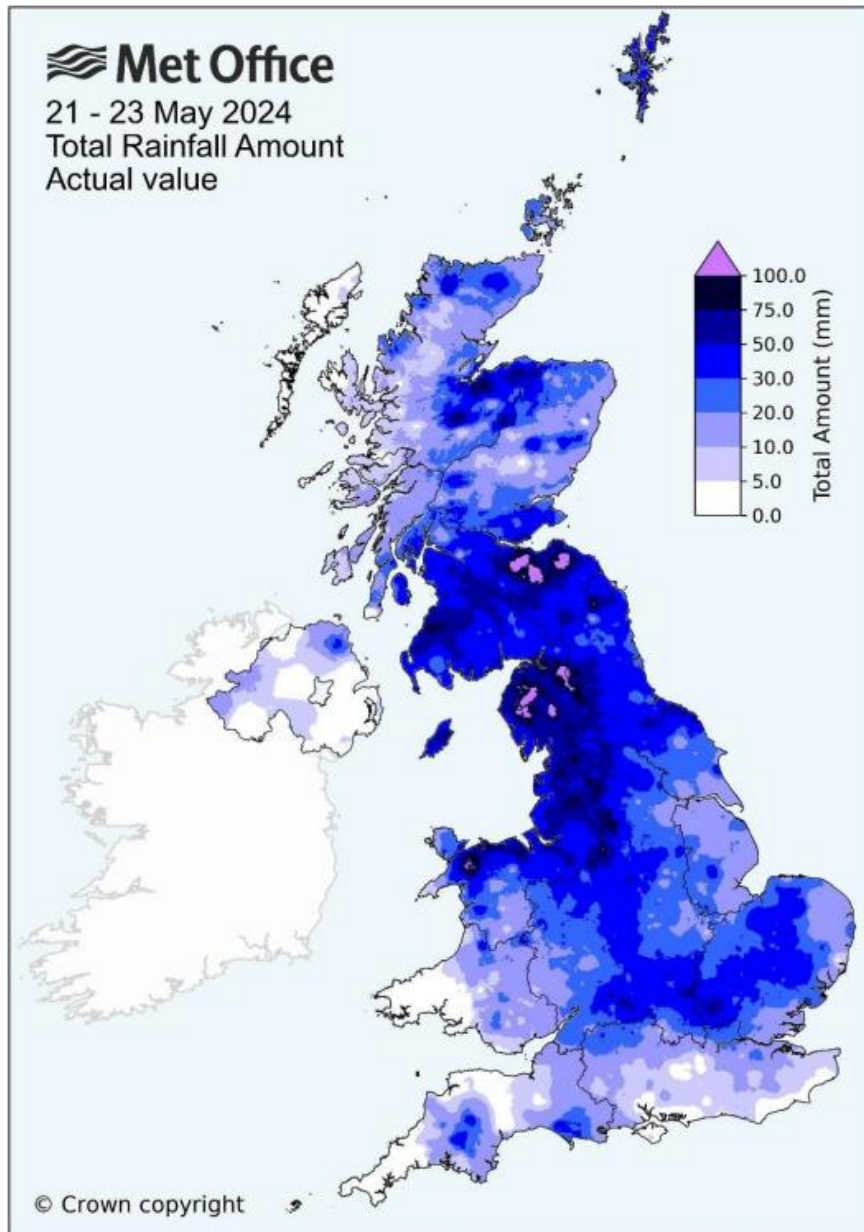 Met Office
21 - 23 May 2024
Total Rainfall Amount
Actual value
100.0
75.0
50.0
30.0
20.0
10.0
5.0
0.0
Total Amount (mm)
© Crown copyright